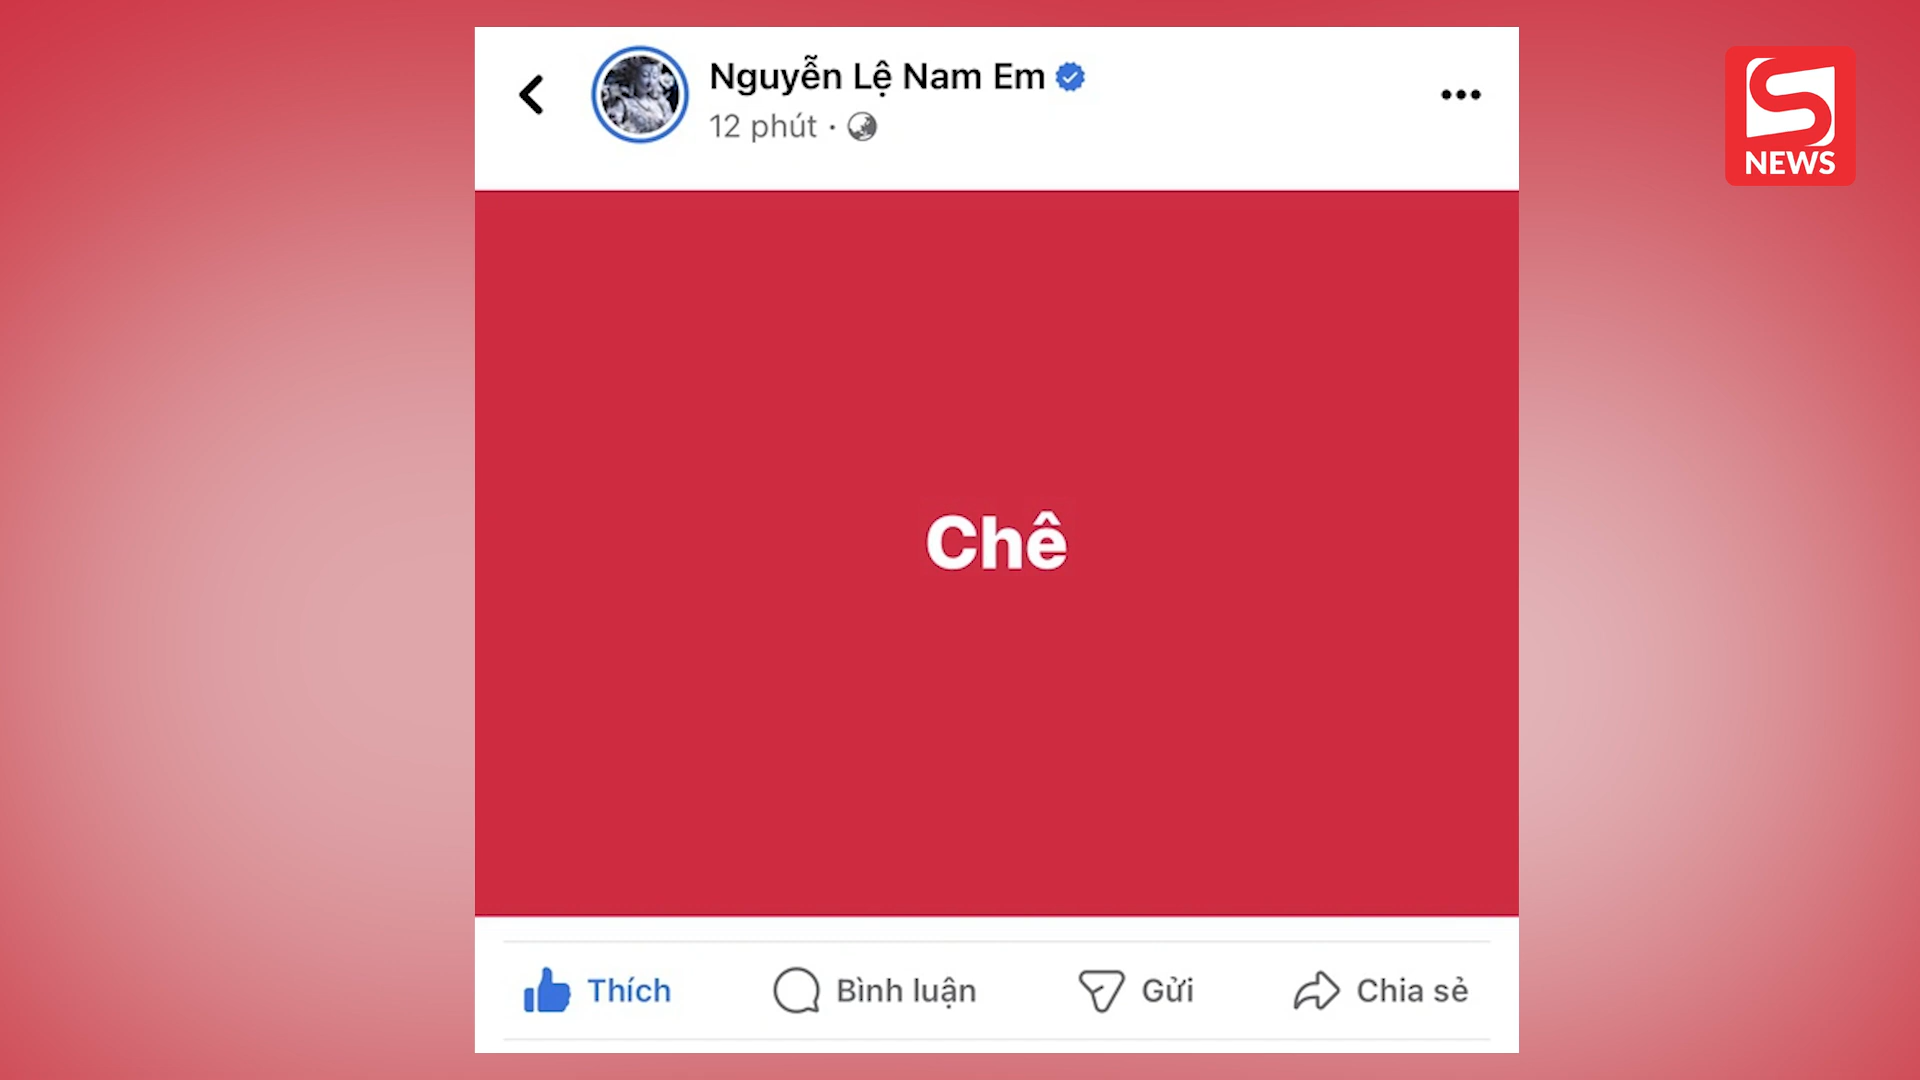 Nguyễn Lệ Nam Em
12 phút ·
S
NEWS
Chê
Thích
Bình luận
Gửi
Chia sẻ